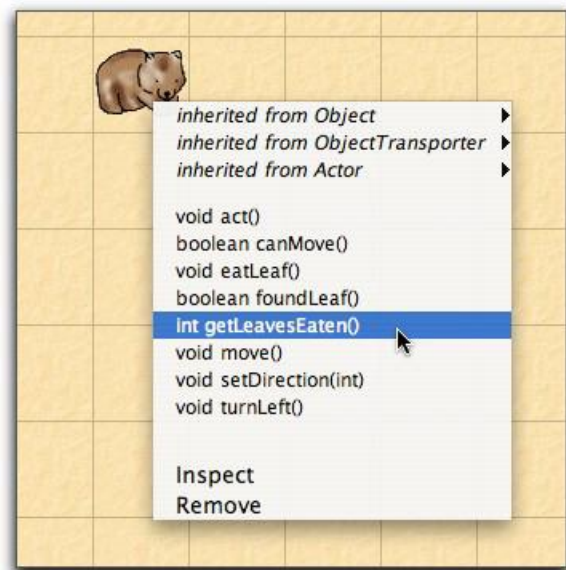 inherited from Object
inherited from ObjectTransporter
inherited from Actor
void act()
boolean canMove()
void eatLeaf()
boolean foundLeaf()
int getLeavesEaten()
void move()
void setDirection(int)
void turnLeft()
Inspect
Remove